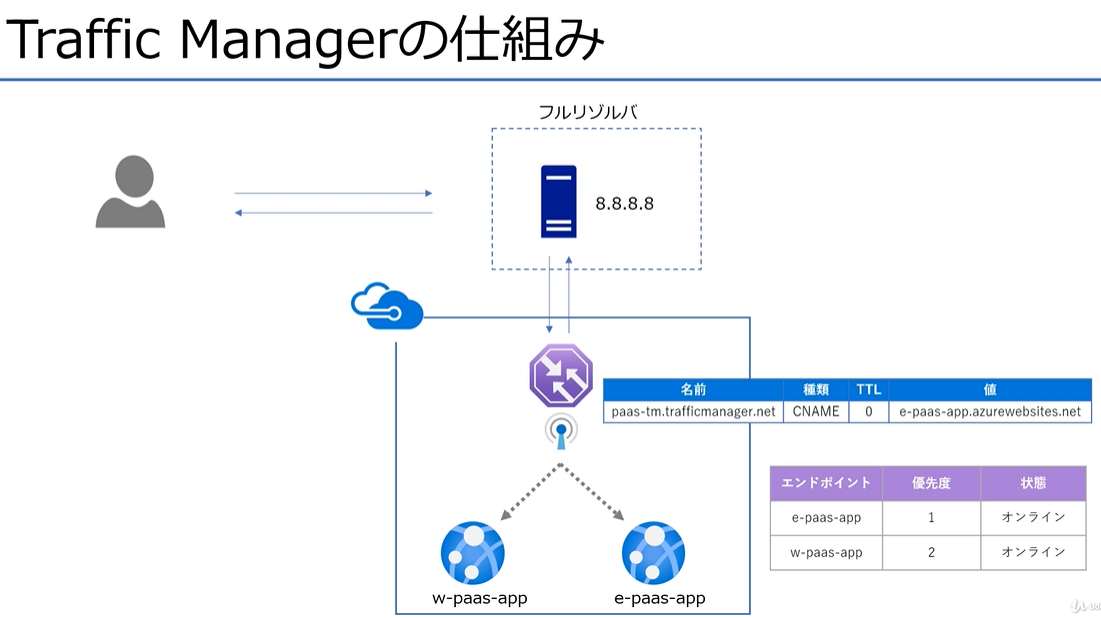 Traffic Managerの仕組み
フルリゾルバ
8.8.8.8
名前 種類 TTL 値
paas-tm.trafficmanager.net CNAME 0 e-paas-app.azurewebsites.net
エンドポイント 優先度 状態
e-paas-app 1 オンライン
w-paas-app 2 オンライン
w-paas-app e-paas-app